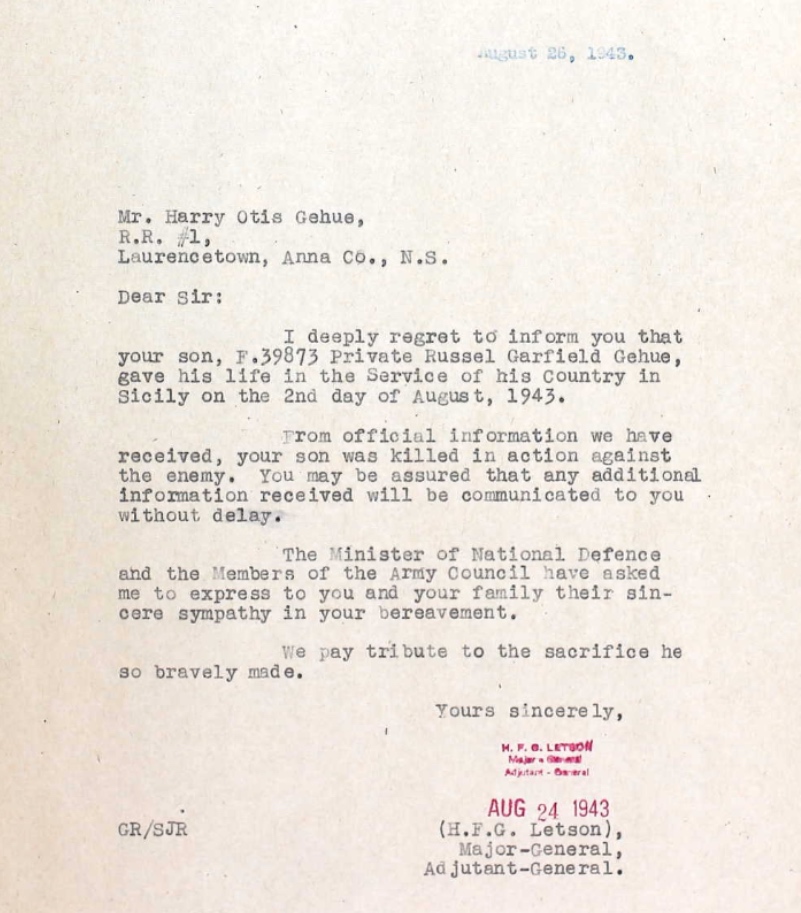 August 26, 1943.
Mr. Harry Otis Gehue,
R.R. #1,
Laurencetown, Anna Co., N.S.
Dear Sir:
I deeply regret to inform you that
your son, F.39873 Private Russel Garfield Gehue,
gave his life in the Service of his Country in
Sicily on the 2nd day of August, 1943.
From official information we have
received, your son was killed in action against
the enemy. You may be assured that any additional
information received will be communicated to you
without delay.
The Minister of National Defence
and the Members of the Army Council have asked
me to express to you and your family their sin-
cere sympathy in your bereavement.
We pay tribute to the sacrifice he
so bravely made.
Yours sincerely,
H. F. G. LETSON
Major - General
Adjutant - General
AUG 24 1943
GR/SJR (H.F.G. Letson),
Major-General,
Adjutant-General.